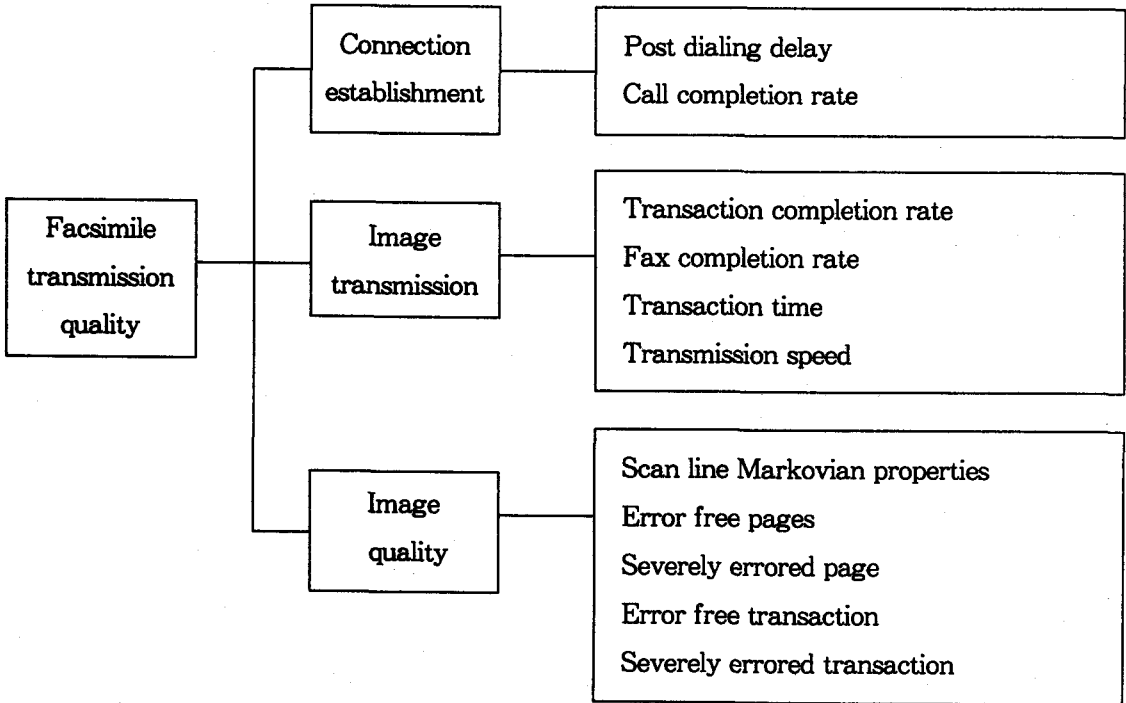 Connection
establishment
Post dialing delay
Call completion rate
Facsimile
transmission
quality
Image
transmission
Transaction completion rate
Fax completion rate
Transaction time
Transmission speed
Image
quality
Scan line Markovian properties
Error free pages
Severely errored page
Error free transaction
Severely errored transaction